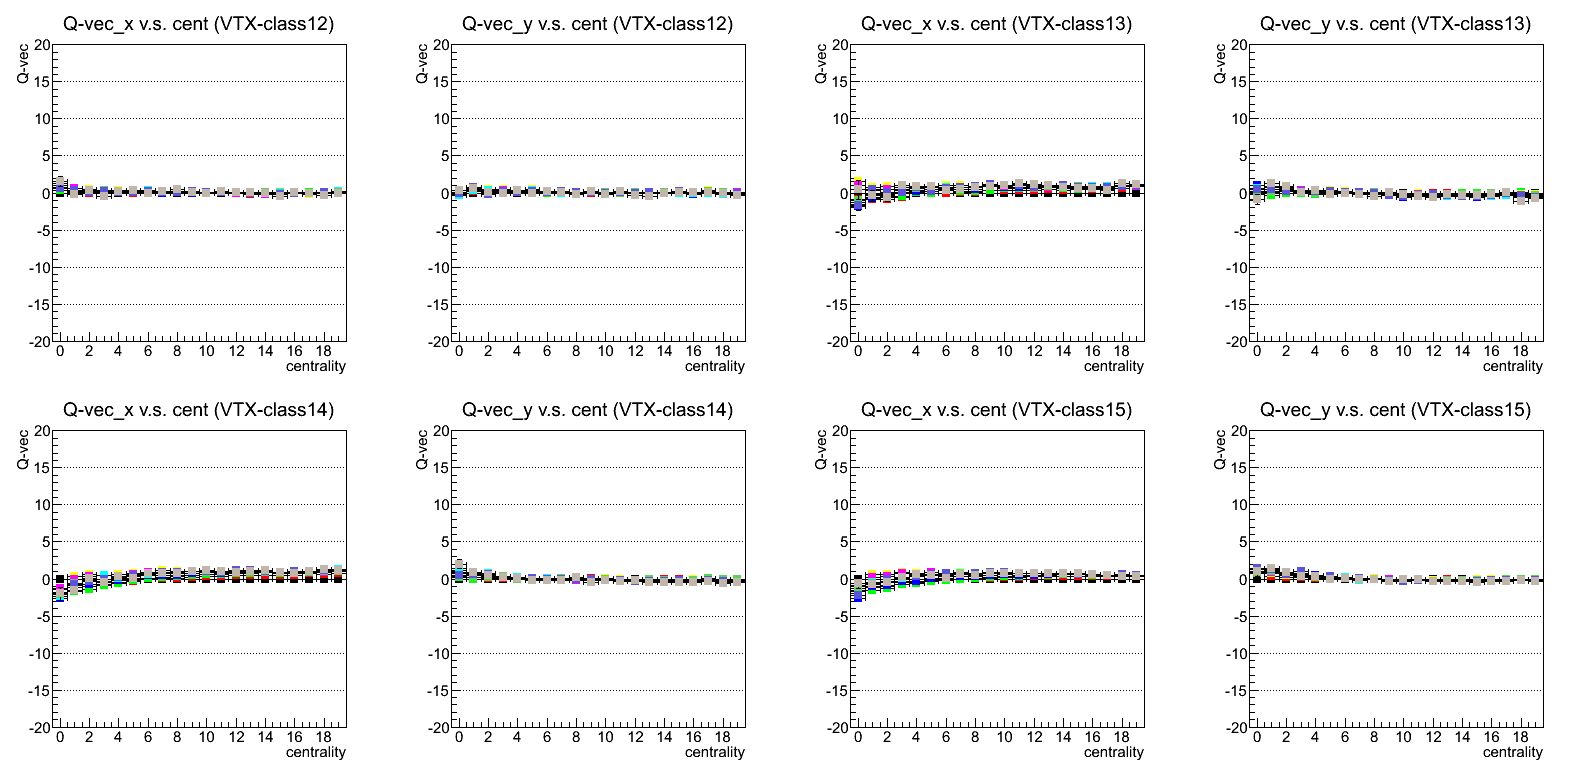 Q-vec_x v.s. cent (VTX-class12)
Q-vec
20
15
10
5
0
-5
-10
-15
-20
0 2 4 6 8 10 12 14 16 18
centrality
Q-vec_y v.s. cent (VTX-class12)
Q-vec
20
15
10
5
0
-5
-10
-15
-20
0 2 4 6 8 10 12 14 16 18
centrality
Q-vec_x v.s. cent (VTX-class13)
Q-vec
20
15
10
5
0
-5
-10
-15
-20
0 2 4 6 8 10 12 14 16 18
centrality
Q-vec_y v.s. cent (VTX-class13)
Q-vec
20
15
10
5
0
-5
-10
-15
-20
0 2 4 6 8 10 12 14 16 18
centrality
Q-vec_x v.s. cent (VTX-class14)
Q-vec
20
15
10
5
0
-5
-10
-15
-20
0 2 4 6 8 10 12 14 16 18
centrality
Q-vec_y v.s. cent (VTX-class14)
Q-vec
20
15
10
5
0
-5
-10
-15
-20
0 2 4 6 8 10 12 14 16 18
centrality
Q-vec_x v.s. cent (VTX-class15)
Q-vec
20
15
10
5
0
-5
-10
-15
-20
0 2 4 6 8 10 12 14 16 18
centrality
Q-vec_y v.s. cent (VTX-class15)
Q-vec
20
15
10
5
0
-5
-10
-15
-20
0 2 4 6 8 10 12 14 16 18
centrality